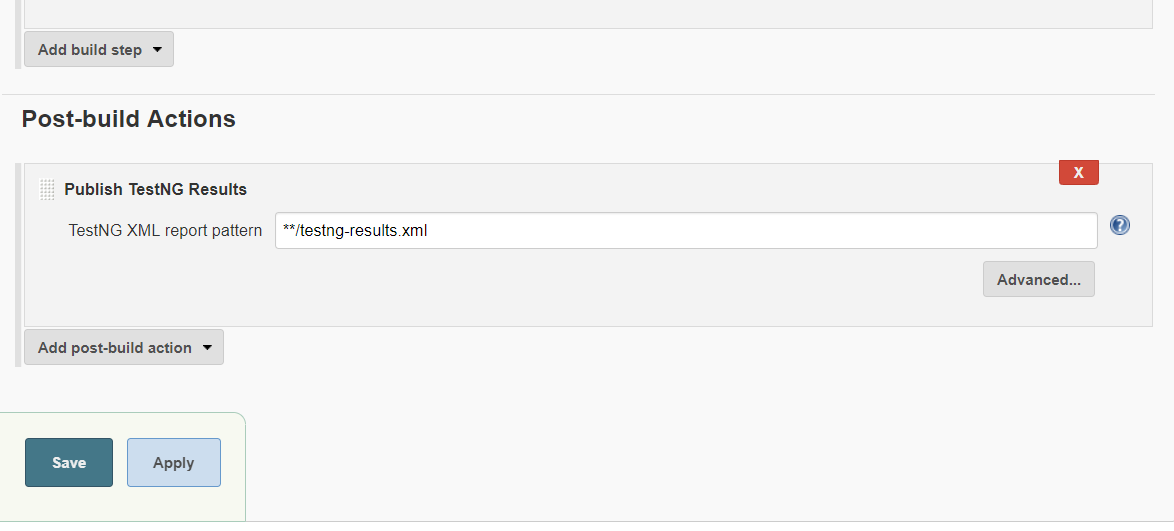 Add build step
Post-build Actions
X
Publish TestNG Results
TestNG XML report pattern **/testng-results.xml ?
Advanced...
Add post-build action
Save Apply